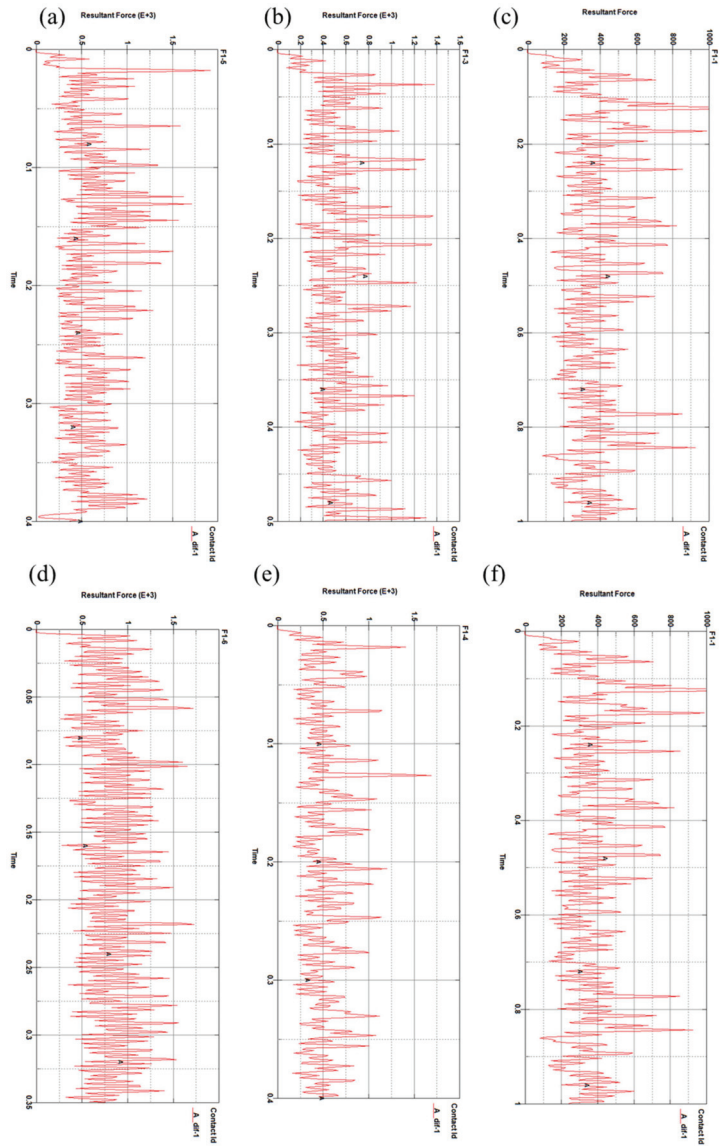 (a)
Resultant Force (E+3)
F1-5
0
0.5
1
1.5
0
0.1
0.2
0.3
0.4
Time
A
A
A
A
A
Contact Id
A_dif-1
(b)
Resultant Force (E+3)
F1-3
0
0.2
0.4
0.6
0.8
1
1.2
1.4
1.6
0
0.1
0.2
0.3
0.4
0.5
Time
A
A
A
A
Contact Id
A_dif-1
(c)
Resultant Force
F1-1
0
200
400
600
800
1000
0
0.2
0.4
0.6
0.8
1
Time
A
A
A
A
Contact Id
A_dif-1
(d)
Resultant Force (E+3)
F1-6
0
0.5
1
1.5
0
0.05
0.1
0.15
0.2
0.25
0.3
0.35
Time
A
A
A
A
Contact Id
A_dif-1
(e)
Resultant Force (E+3)
F1-4
0
0.5
1
1.5
0
0.1
0.2
0.3
0.4
Time
A
A
A
A
Contact Id
A_dif-1
(f)
Resultant Force
F1-1
0
200
400
600
800
1000
0
0.2
0.4
0.6
0.8
1
Time
A
A
A
A
Contact Id
A_dif-1